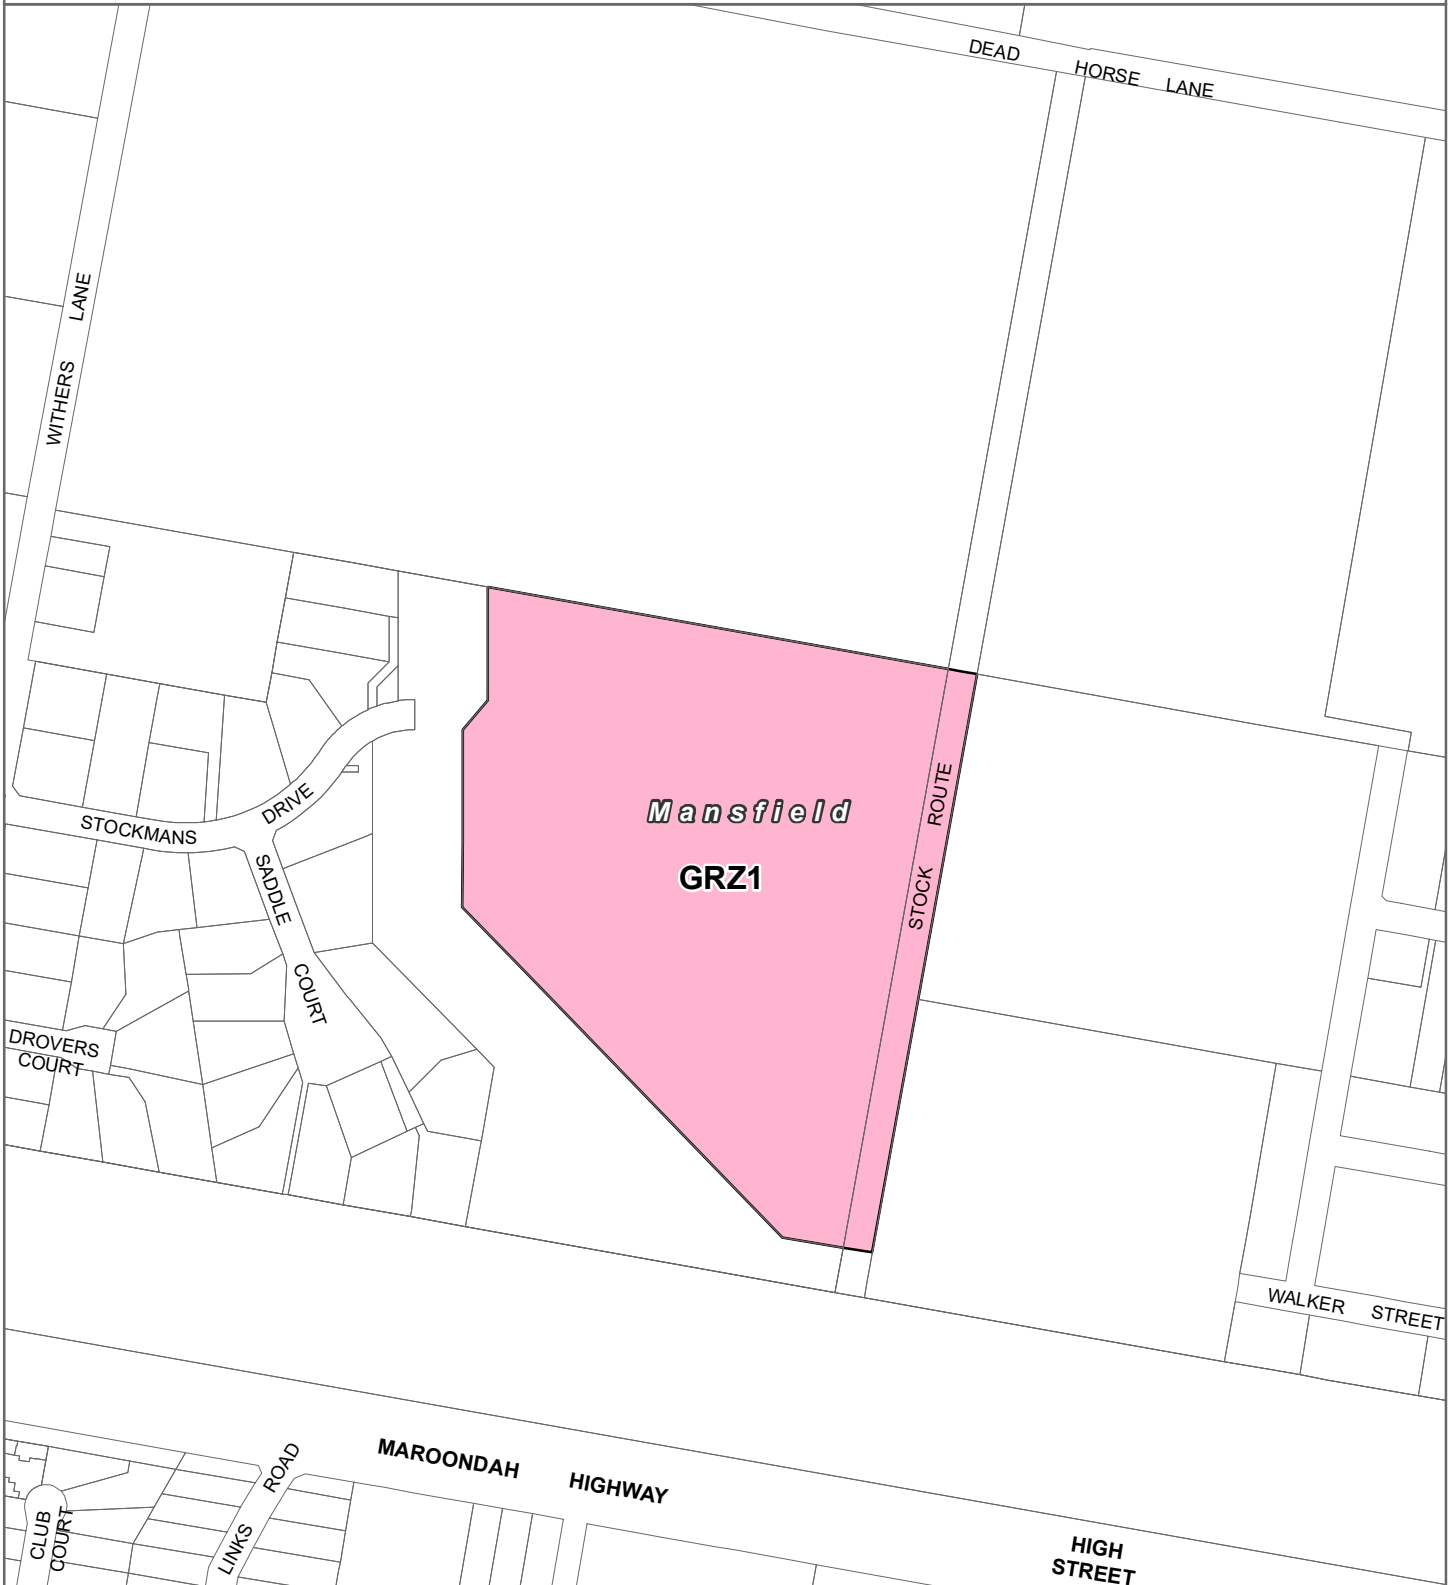 DEAD HORSE LANE
WITHERS LANE
Mansfield
GRZ1
STOCK ROUTE
STOCKMANS DRIVE
SADDLE COURT
DROVERS
COURT
WALKER STREET
MAROONDAH HIGHWAY
HIGH
STREET
LINKS ROAD
CLUB
COURT